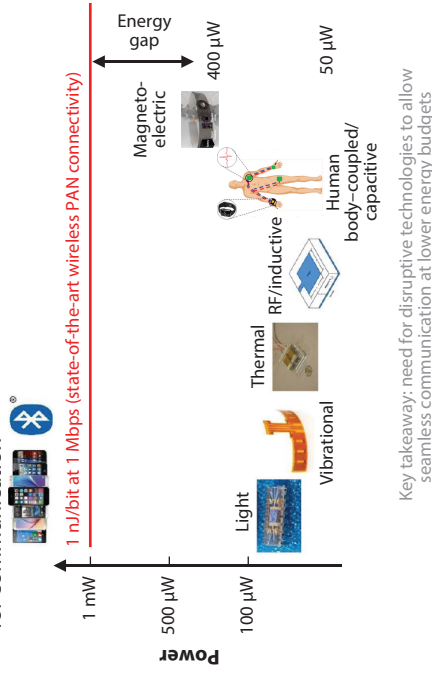 for communication
®
1 nJ/bit at 1 Mbps (state-of-the-art wireless PAN connectivity)
Power
1 mW
500 µW
100 µW
Light
Vibrational
Thermal
RF/inductive
Human
body–coupled/
capacitive
Magneto-
electric
Energy
gap
400 µW
50 µW
Key takeaway: need for disruptive technologies to allow
seamless communication at lower energy budgets